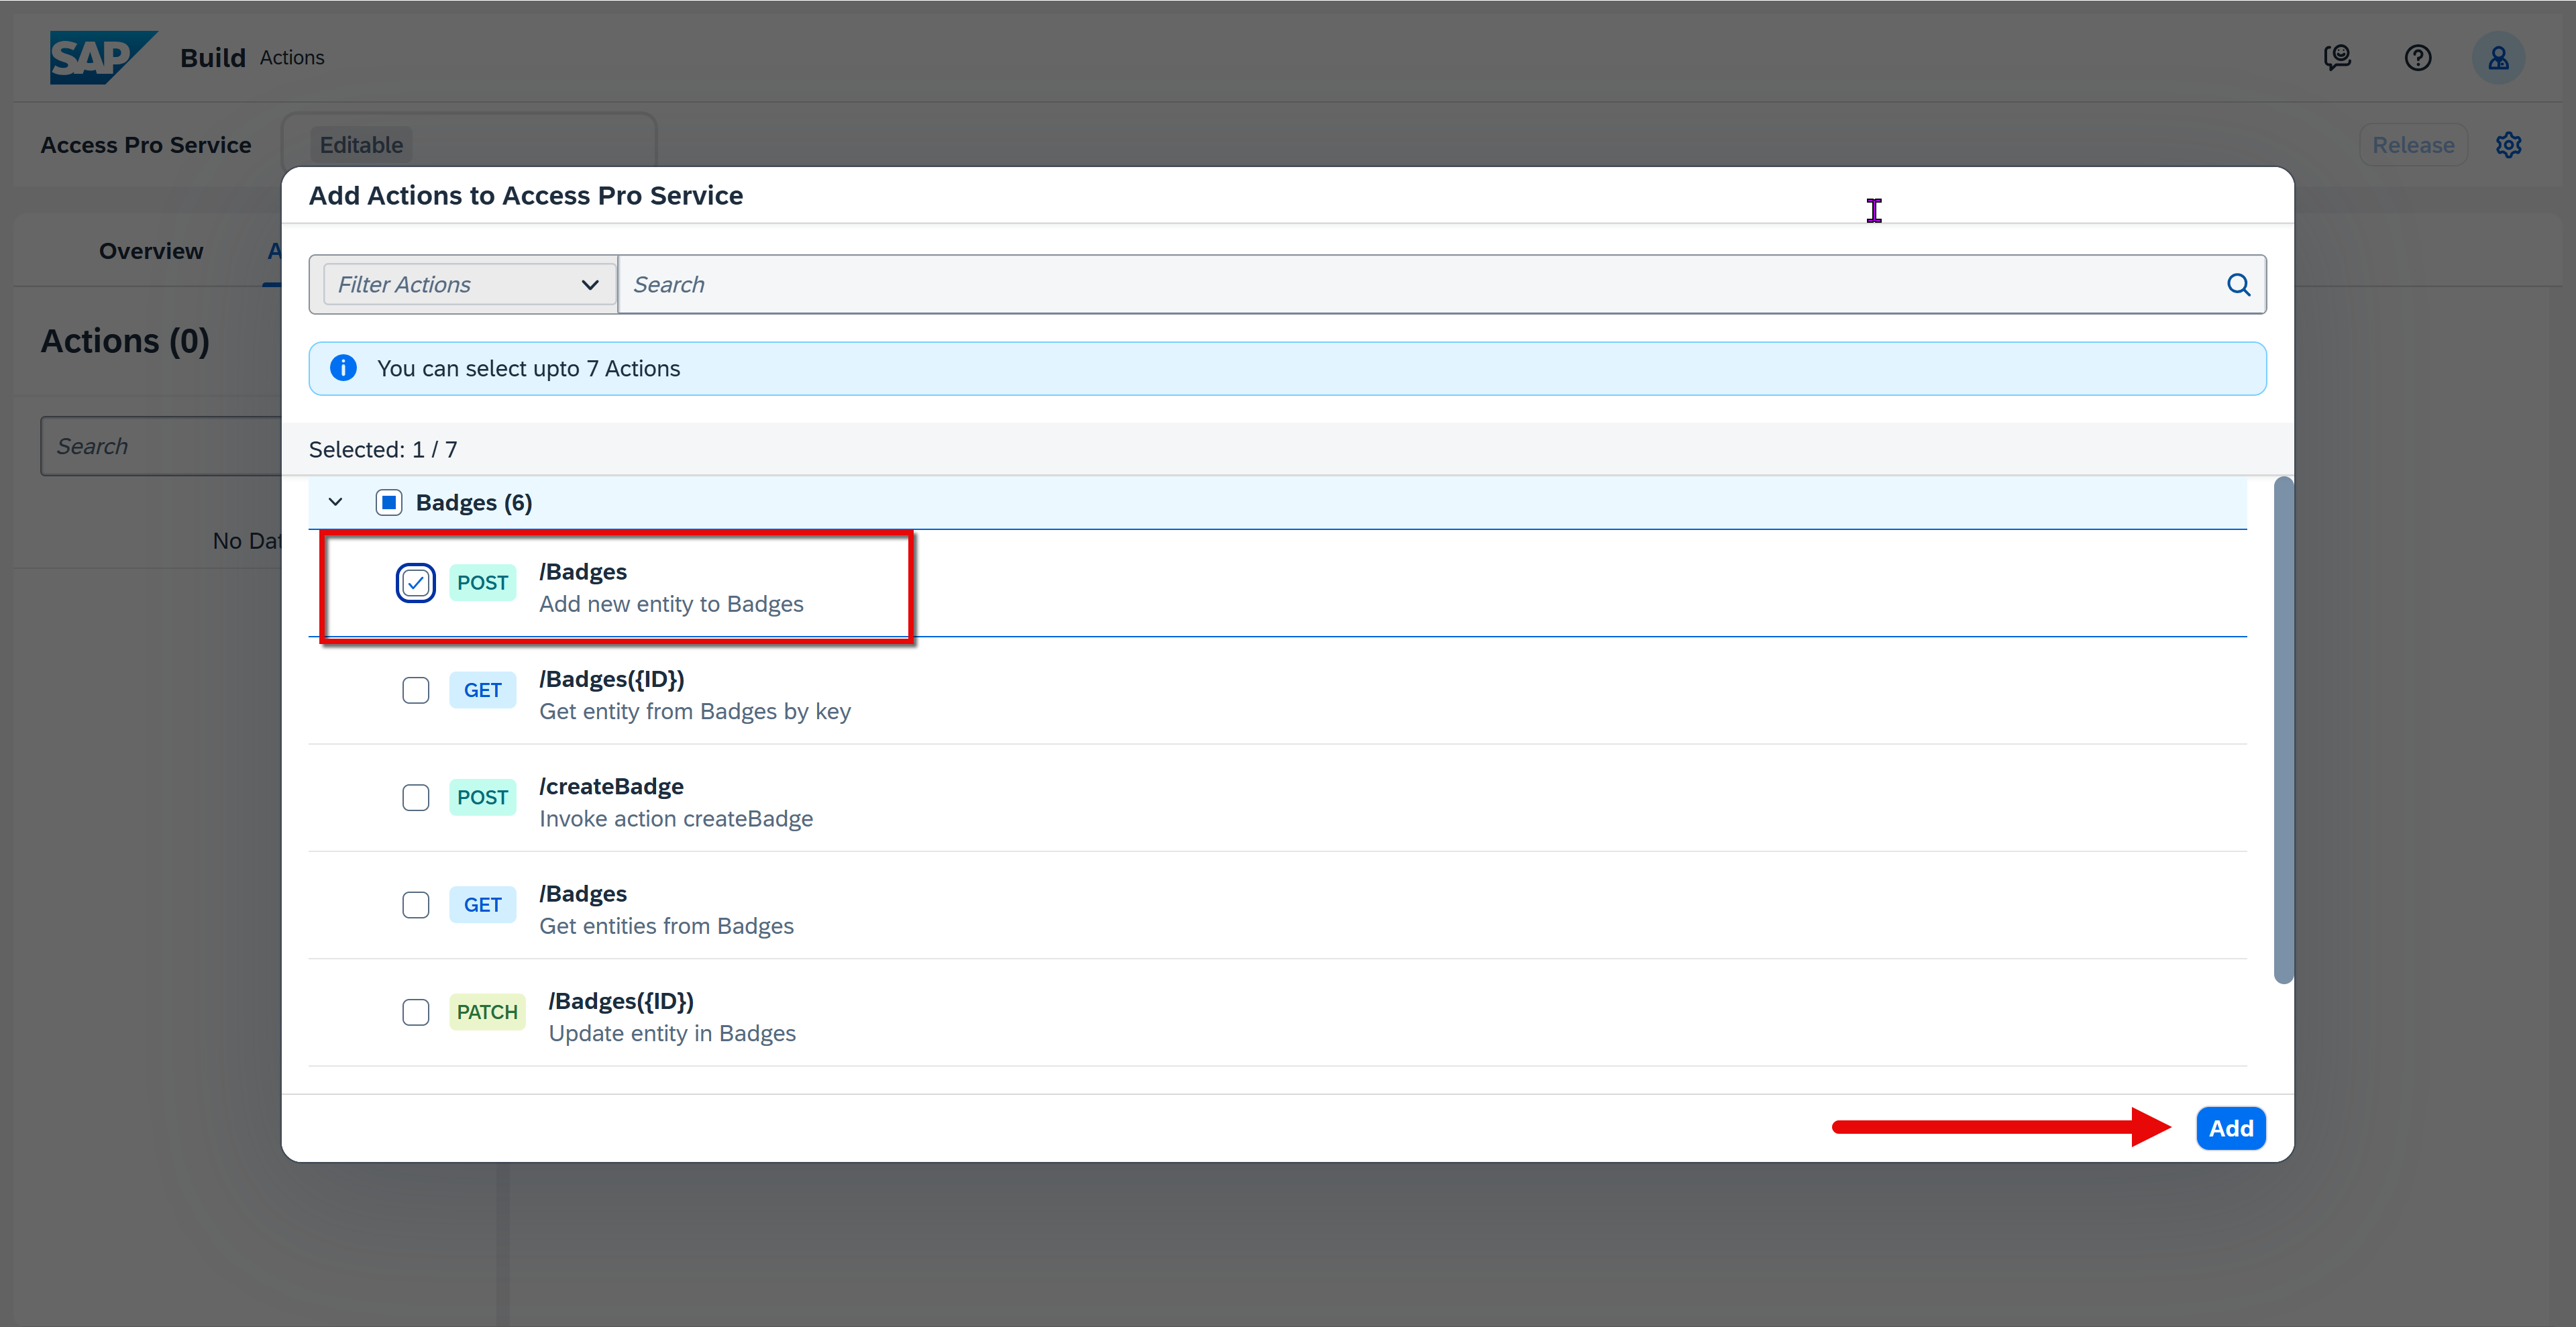 SAP Build Actions
Access Pro Service Editable Release
Add Actions to Access Pro Service
Overview A
Filter Actions Search
Actions (0)
You can select upto 7 Actions
Search
Selected: 1 / 7
Badges (6)
No Dat
POST /Badges
Add new entity to Badges
GET /Badges({ID})
Get entity from Badges by key
POST /createBadge
Invoke action createBadge
GET /Badges
Get entities from Badges
PATCH /Badges({ID})
Update entity in Badges
Add